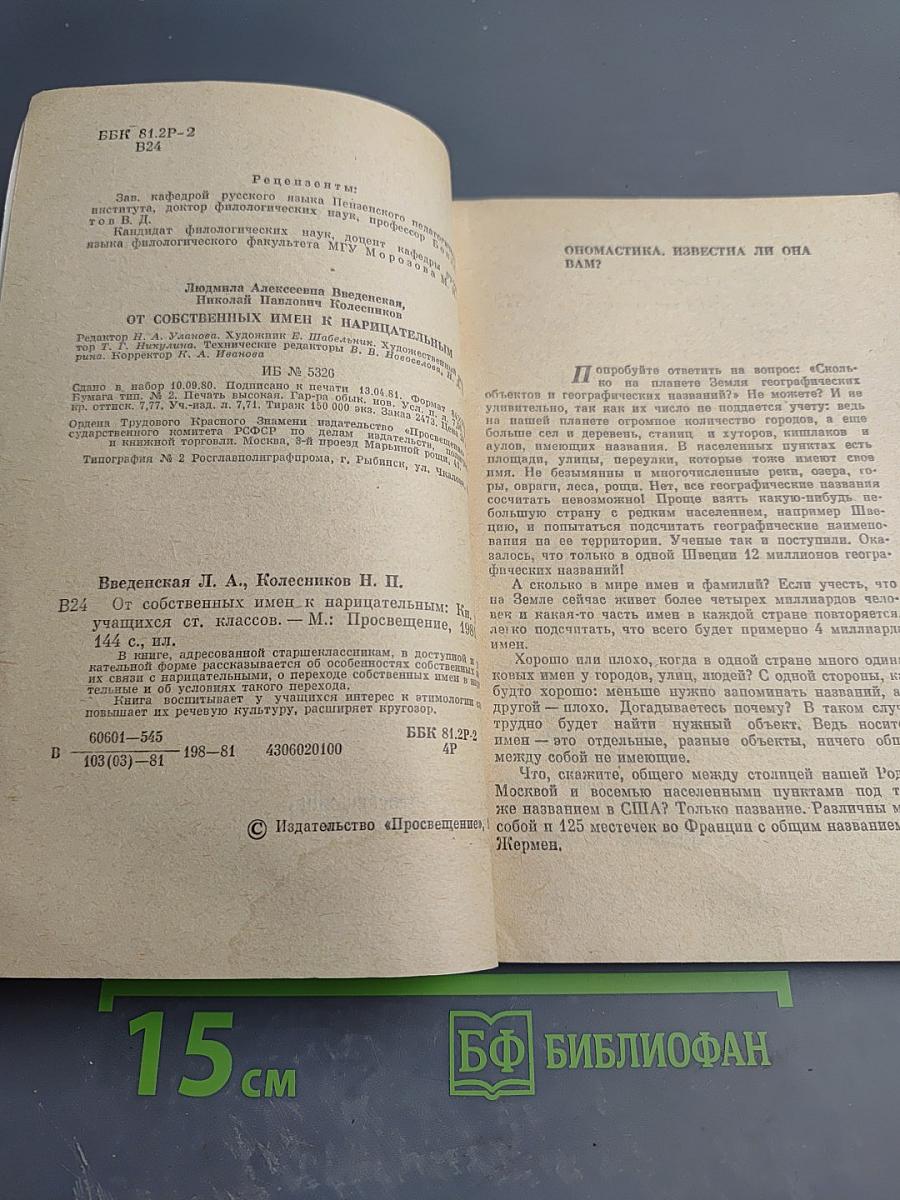 ББК 81.2Р-2
В24
Рецензенты:
Зав. кафедрой русского языка Пензенского
института, доктор филологических наук, профессор
тов В. Д.
Кандидат филологических наук, доцент кафедры
языка филологического факультета МГУ Морозова М.
Людмила Алексеевна Введенская,
Николай Павлович Колесников
ОТ СОБСТВЕННЫХ ИМЕН К НАРИЦАТЕЛЬНЫМ
Редактор Н. А. Уланова. Художник Е. Шабельник. Художественный
тор Т. Г. Никулина. Технические редакторы В. В. Новоселова,
рина. Корректор К. А. Иванова
ИБ № 5326
Сдано в набор 10.09.80. Подписано к печати 13.04.81. Формат
Бумага тип. № 2. Печать высокая. Гар-ра обык. нов. Усл. п. л.
кр. оттиск. 7,77. Уч.-изд. л. 7,71. Тираж 150 000 экз. Заказ 2473. Цена
Ордена Трудового Красного Знамени издательство «Просвещение»
сударственного комитета РСФСР по делам издательств,
и книжной торговли. Москва, 3-й проезд Марьиной рощи, 41.
Типография № 2 Росглавполиграфпрома, г. Рыбинск, ул. Чкалова,
Введенская Л. А., Колесников Н. П.
В24 От собственных имен к нарицательным: Кн.
учащихся ст. классов. — М.: Просвещение, 198
144 с., ил.
В книге, адресованной старшеклассникам, в доступной и
кательной форме рассказывается об особенностях собственных
их связи с нарицательными, о переходе собственных имен в
тельные и об условиях такого перехода.
Книга воспитывает у учащихся интерес к этимологии
повышает их речевую культуру, расширяет кругозор.
В 60601—545
103(03)—81 198—81 4306020100 ББК 81.2Р-2
4Р
© Издательство «Просвещение»,
ОНОМАСТИКА. ИЗВЕСТНА ЛИ ОНА
ВАМ?
Попробуйте ответить на вопрос: «Сколь-
ко на планете Земля географических
объектов и географических названий?» Не можете? И не
удивительно, так как их число не поддается учету: ведь
на нашей планете огромное количество городов, а еще
больше сел и деревень, станиц и хуторов, кишлаков и
аулов, имеющих названия. В населенных пунктах есть
площади, улицы, переулки, которые тоже имеют свое
имя. Не безымянны и многочисленные реки, озера, го-
ры, овраги, леса, рощи. Нет, все географические названия
сосчитать невозможно! Проще взять какую-нибудь не-
большую страну с редким населением, например Шве-
цию, и попытаться подсчитать географические наимено-
вания на ее территории. Ученые так и поступили. Ока-
залось, что только в одной Швеции 12 миллионов геогра-
фических названий!
А сколько в мире имен и фамилий? Если учесть, что
на Земле сейчас живет более четырех миллиардов чело-
век и какая-то часть имен в каждой стране повторяется,
легко подсчитать, что всего будет примерно 4 миллиарда
имен.
Хорошо или плохо, когда в одной стране много одина-
ковых имен у городов, улиц, людей? С одной стороны, ка
будто хорошо: меньше нужно запоминать названий, а
другой — плохо. Догадываетесь почему? В таком случ
трудно будет найти нужный объект. Ведь носит
имен — это отдельные, разные объекты, ничего общ
между собой не имеющие.
Что, скажите, общего между столицей нашей Род
Москвой и восемью населенными пунктами под т
же названием в США? Только название. Различны м
собой и 125 местечек во Франции с общим названием
Жермен.
15 см
БФ БИБЛИОФАН